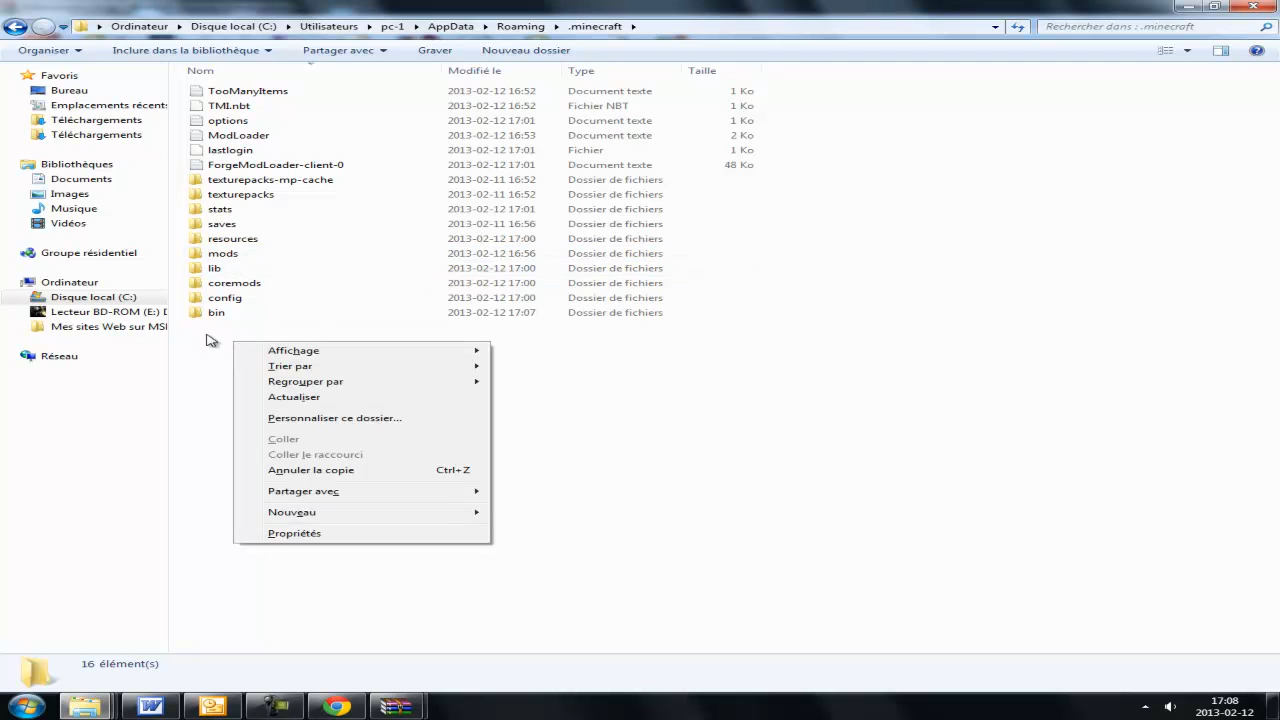 Ordinateur Disque local (C:) Utilisateurs pc-1 AppData Roaming .minecraft
Rechercher dans : .minecraft
Organiser Inclure dans la bibliothèque Partager avec Graver Nouveau dossier
Favoris
Bureau
Emplacements récent:
Téléchargements
Téléchargements
Bibliothèques
Documents
Images
Musique
Vidéos
Groupe résidentiel
Ordinateur
Disque local (C:)
Lecteur BD-ROM (E:) D
Mes sites Web sur MSI
Réseau
Nom Modifié le Type Taille
TooManyItems 2013-02-12 16:52 Document texte 1 Ko
TMI.nbt 2013-02-12 16:52 Fichier NBT 1 Ko
options 2013-02-12 17:01 Document texte 1 Ko
ModLoader 2013-02-12 16:53 Document texte 2 Ko
lastlogin 2013-02-12 17:01 Fichier 1 Ko
ForgeModLoader-client-0 2013-02-12 17:01 Document texte 48 Ko
texturepacks-mp-cache 2013-02-11 16:52 Dossier de fichiers
texturepacks 2013-02-11 16:52 Dossier de fichiers
stats 2013-02-12 17:01 Dossier de fichiers
saves 2013-02-11 16:56 Dossier de fichiers
resources 2013-02-12 17:00 Dossier de fichiers
mods 2013-02-12 16:56 Dossier de fichiers
lib 2013-02-12 17:00 Dossier de fichiers
coremods 2013-02-12 17:00 Dossier de fichiers
config 2013-02-12 17:00 Dossier de fichiers
bin 2013-02-12 17:07 Dossier de fichiers
Affichage
Trier par
Regrouper par
Actualiser
Personnaliser ce dossier...
Coller
Coller le raccourci
Annuler la copie Ctrl+Z
Partager avec
Nouveau
Propriétés
16 élément(s)
17:08
2013-02-12